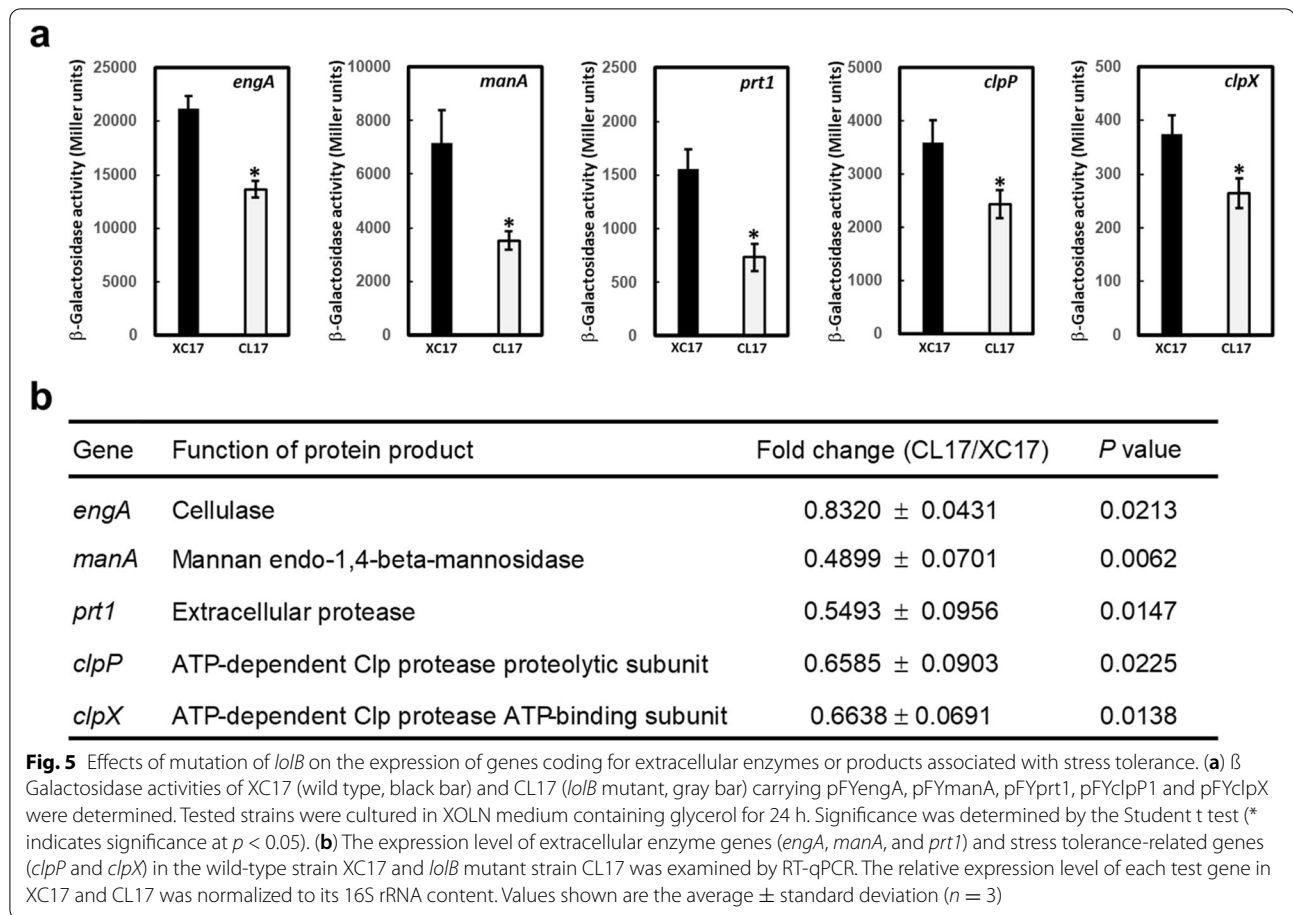 a
β-Galactosidase activity (Miller units)
25000
20000
15000
10000
5000
0
engA
*
XC17 CL17
β-Galactosidase activity (Miller units)
10000
8000
6000
4000
2000
0
manA
*
XC17 CL17
β-Galactosidase activity (Miller units)
2500
2000
1500
1000
500
0
prt1
*
XC17 CL17
β-Galactosidase activity (Miller units)
5000
4000
3000
2000
1000
0
clpP
*
XC17 CL17
β-Galactosidase activity (Miller units)
500
400
300
200
100
0
clpX
*
XC17 CL17
b
Gene Function of protein product Fold change (CL17/XC17) P value
engA Cellulase 0.8320 ± 0.0431 0.0213
manA Mannan endo-1,4-beta-mannosidase 0.4899 ± 0.0701 0.0062
prt1 Extracellular protease 0.5493 ± 0.0956 0.0147
clpP ATP-dependent Clp protease proteolytic subunit 0.6585 ± 0.0903 0.0225
clpX ATP-dependent Clp protease ATP-binding subunit 0.6638 ± 0.0691 0.0138
Fig. 5 Effects of mutation of lolB on the expression of genes coding for extracellular enzymes or products associated with stress tolerance. (a) ß
Galactosidase activities of XC17 (wild type, black bar) and CL17 (lolB mutant, gray bar) carrying pFYengA, pFYmanA, pFYprt1, pFYclpP1 and pFYclpX
were determined. Tested strains were cultured in XOLN medium containing glycerol for 24 h. Significance was determined by the Student t test (*
indicates significance at p < 0.05). (b) The expression level of extracellular enzyme genes (engA, manA, and prt1) and stress tolerance-related genes
(clpP and clpX) in the wild-type strain XC17 and lolB mutant strain CL17 was examined by RT-qPCR. The relative expression level of each test gene in
XC17 and CL17 was normalized to its 16S rRNA content. Values shown are the average ± standard deviation (n = 3)